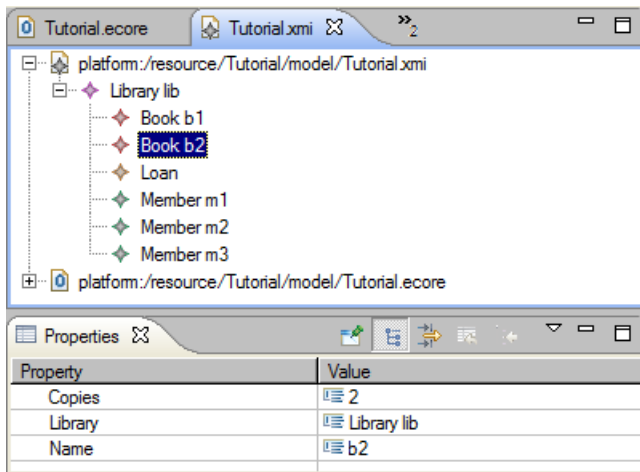 Tutorial.ecore Tutorial.xmi »2
platform:/resource/Tutorial/model/Tutorial.xmi
Library lib
Book b1
Book b2
Loan
Member m1
Member m2
Member m3
platform:/resource/Tutorial/model/Tutorial.ecore
Properties
Property Value
Copies 2
Library Library lib
Name b2